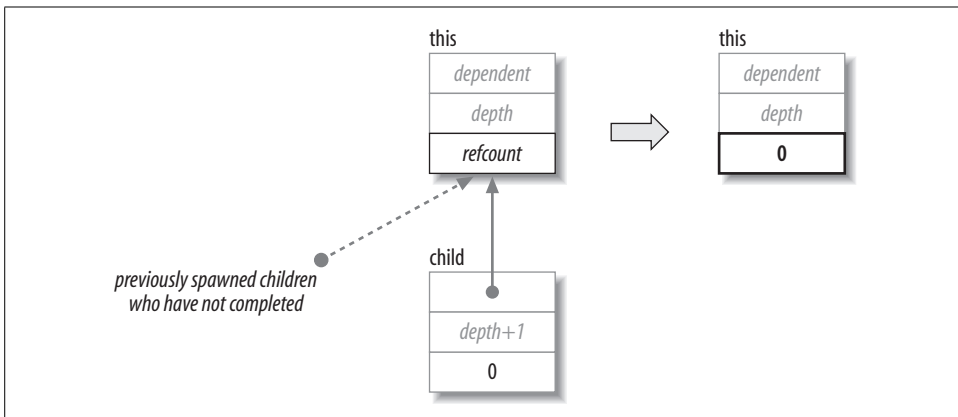 this
dependent
depth
refcount
this
dependent
depth
0
previously spawned children
who have not completed
child
depth+1
0